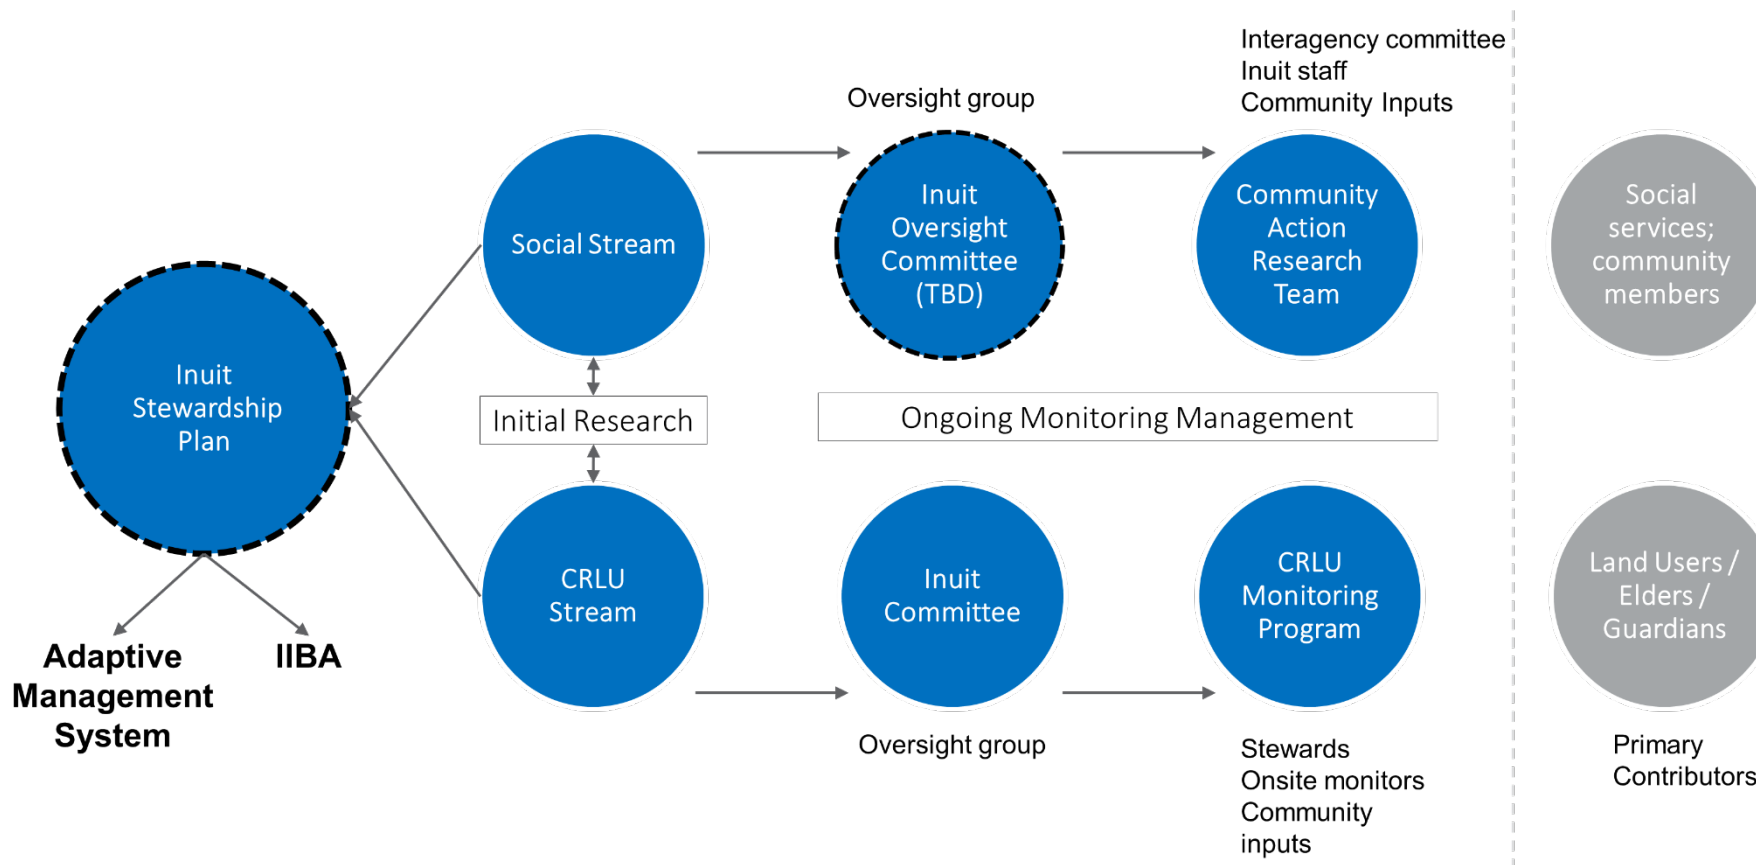 Interagency committee
Inuit staff
Community Inputs
Oversight group
Social Stream
Inuit
Oversight
Committee
(TBD)
Community
Action
Research
Team
Social
services;
community
members
Inuit
Stewardship
Plan
Initial Research
Ongoing Monitoring Management
CRLU
Stream
Inuit
Committee
CRLU
Monitoring
Program
Land Users /
Elders /
Guardians
Adaptive
Management
System
IIBA
Oversight group
Stewards
Onsite monitors
Community
inputs
Primary
Contributors